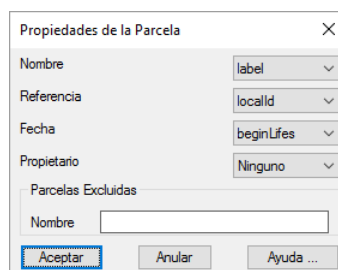 Propiedades de la Parcela
Nombre label
Referencia localId
Fecha beginLifes
Propietario Ninguno
Parcelas Excluidas
Nombre
Aceptar Anular Ayuda ...